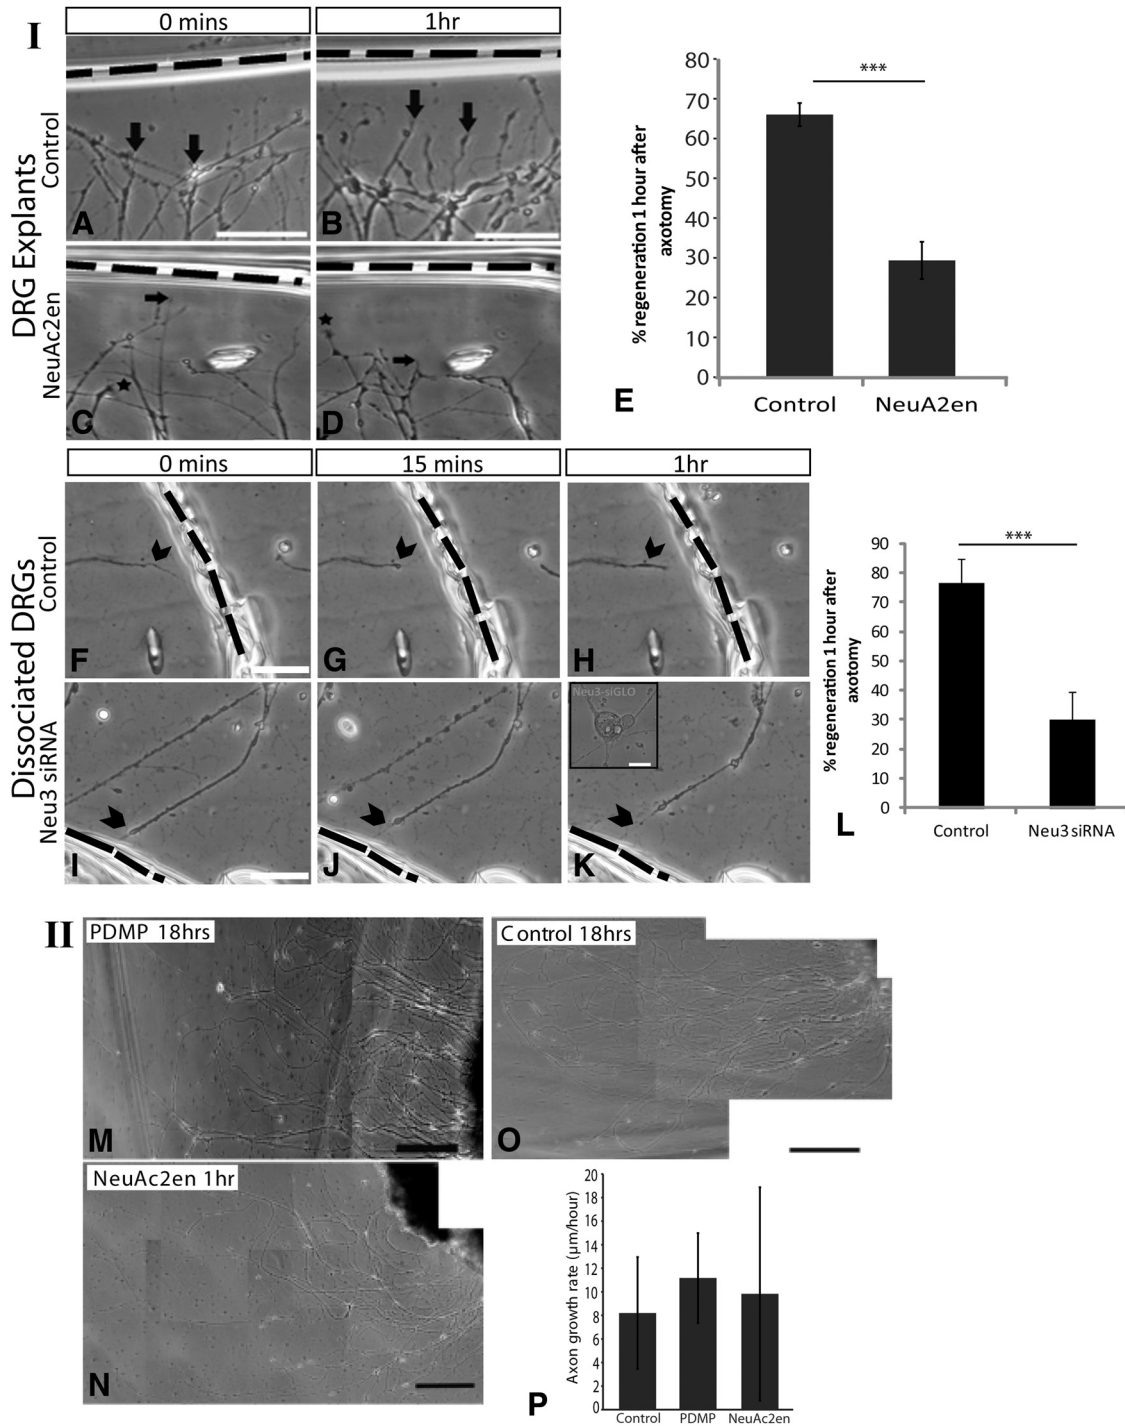 I
0 mins
1hr
DRG Explants
Control
NeuAc2en
A
B
C
D
% regeneration 1 hour after
axotomy
80
70
60
50
40
30
20
10
0
***
Control
NeuA2en
E
0 mins
15 mins
1hr
Dissociated DRGs
Control
Neu3 siRNA
F
G
H
I
J
Neu3-siGLO
K
% regeneration 1 hour after
axotomy
90
80
70
60
50
40
30
20
10
0
***
Control
Neu3siRNA
L
II
PDMP 18hrs
M
Control 18hrs
O
NeuAc2en 1hr
N
Axon growth rate (µm/hour)
20
18
16
14
12
10
8
6
4
2
0
Control
PDMP
NeuAc2en
P